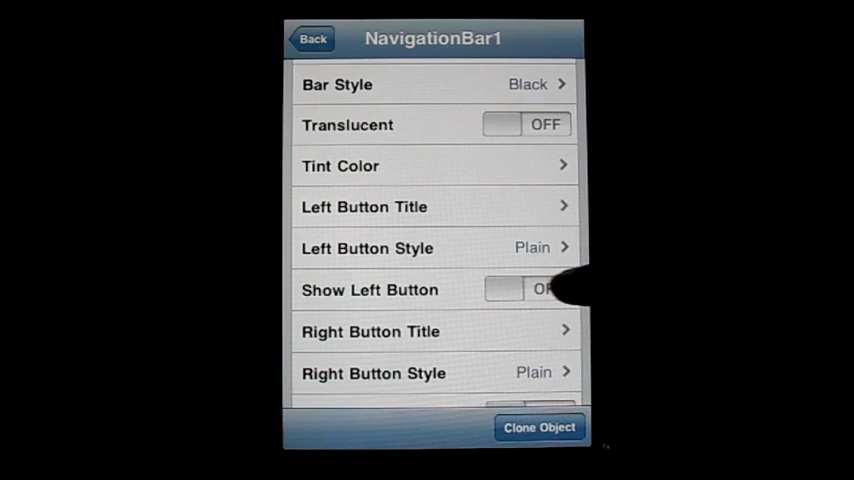 Back
NavigationBar1
Bar Style Black
Translucent OFF
Tint Color
Left Button Title
Left Button Style Plain
Show Left Button
Right Button Title
Right Button Style Plain
Clone Object